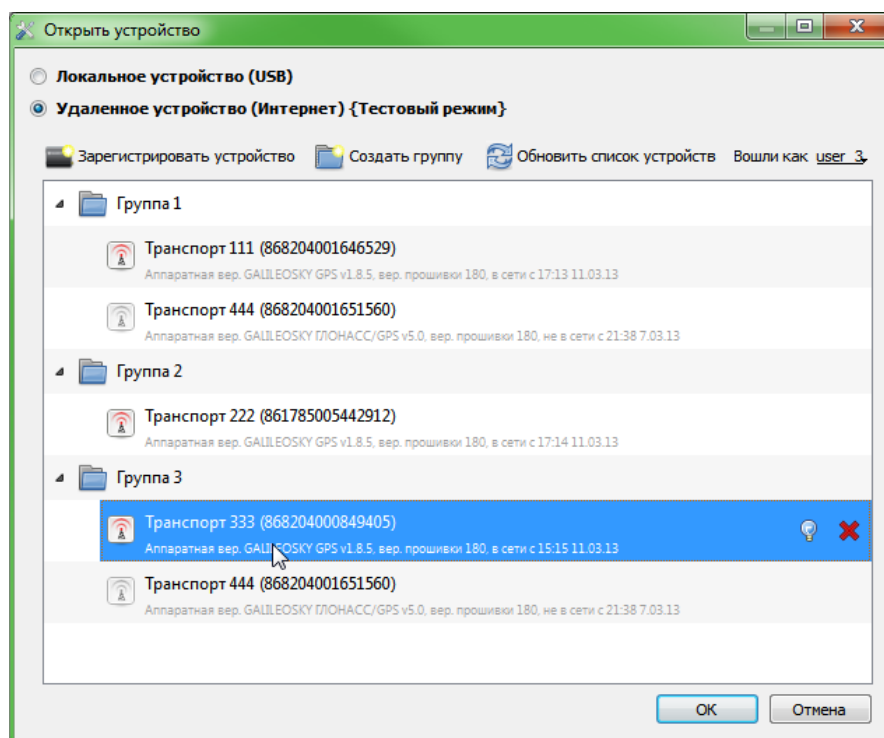 Открыть устройство
Локальное устройство (USB)
Удаленное устройство (Интернет) {Тестовый режим}
Зарегистрировать устройство Создать группу Обновить список устройств Вошли как user_3
Группа 1
Транспорт 111 (868204001646529)
Аппаратная вер. GALILEOSKY GPS v1.8.5, вер. прошивки 180, в сети с 17:13 11.03.13
Транспорт 444 (868204001651560)
Аппаратная вер. GALILEOSKY ГЛОНАСС/GPS v5.0, вер. прошивки 180, не в сети с 21:38 7.03.13
Группа 2
Транспорт 222 (861785005442912)
Аппаратная вер. GALILEOSKY GPS v1.8.5, вер. прошивки 180, в сети с 17:14 11.03.13
Группа 3
Транспорт 333 (868204000849405)
Аппаратная вер. GALILEOSKY GPS v1.8.5, вер. прошивки 180, в сети с 15:15 11.03.13
Транспорт 444 (868204001651560)
Аппаратная вер. GALILEOSKY ГЛОНАСС/GPS v5.0, вер. прошивки 180, не в сети с 21:38 7.03.13
OK Отмена